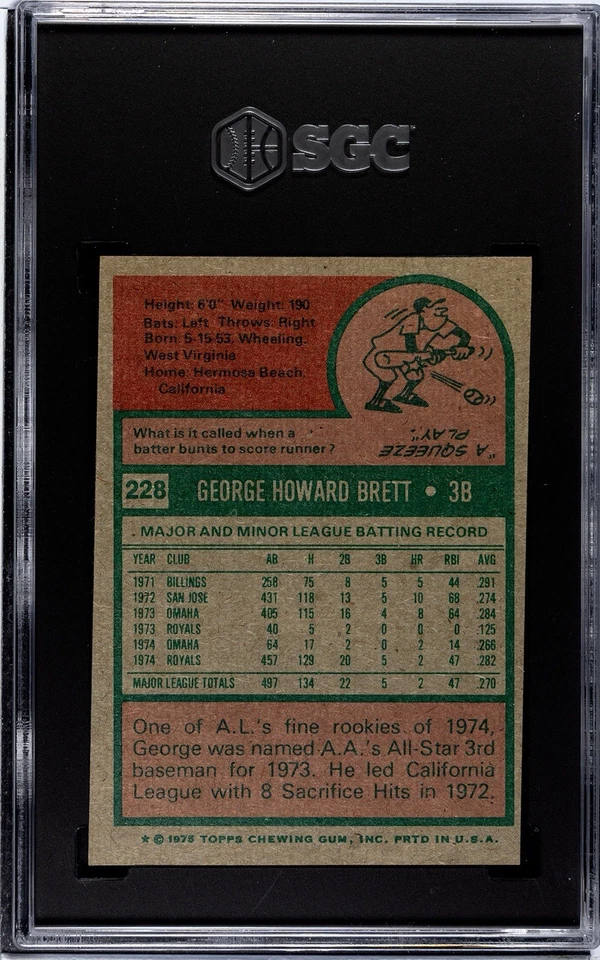 SGC
Height: 6'0" Weight: 190
Bats: Left Throws: Right
Born: 5-15-53, Wheeling,
West Virginia
Home: Hermosa Beach,
California
What is it called when a
batter bunts to score runner?
"A SQUEEZE
PLAY".
228 GEORGE HOWARD BRETT • 3B
MAJOR AND MINOR LEAGUE BATTING RECORD
YEAR CLUB AB H 2B 3B HR RBI AVG
1971 BILLINGS 258 75 8 5 5 44 .291
1972 SAN JOSE 431 118 13 5 10 68 .274
1973 OMAHA 405 115 16 4 8 64 .284
1973 ROYALS 40 5 2 0 0 0 .125
1974 OMAHA 64 17 2 0 2 14 .266
1974 ROYALS 457 129 20 5 2 47 .282
MAJOR LEAGUE TOTALS 497 134 22 5 2 47 .270
One of A.L.'s fine rookies of 1974,
George was named A.A.'s All-Star 3rd
baseman for 1973. He led California
League with 8 Sacrifice Hits in 1972.
* © 1975 TOPPS CHEWING GUM, INC. PRTD IN U.S.A.